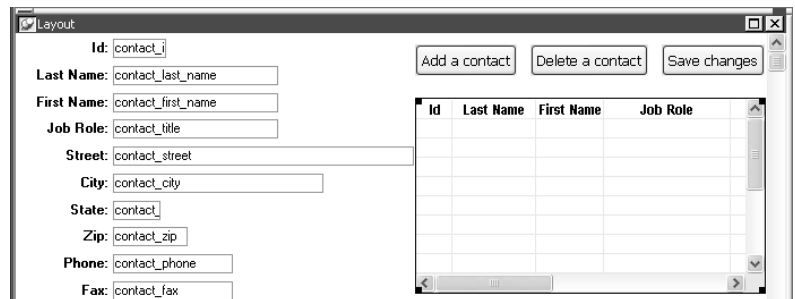 Layout
Id: contact_i
Last Name: contact_last_name
First Name: contact_first_name
Job Role: contact_title
Street: contact_street
City: contact_city
State: contact_
Zip: contact_zip
Phone: contact_phone
Fax: contact_fax
Add a contact Delete a contact Save changes
Id Last Name First Name Job Role